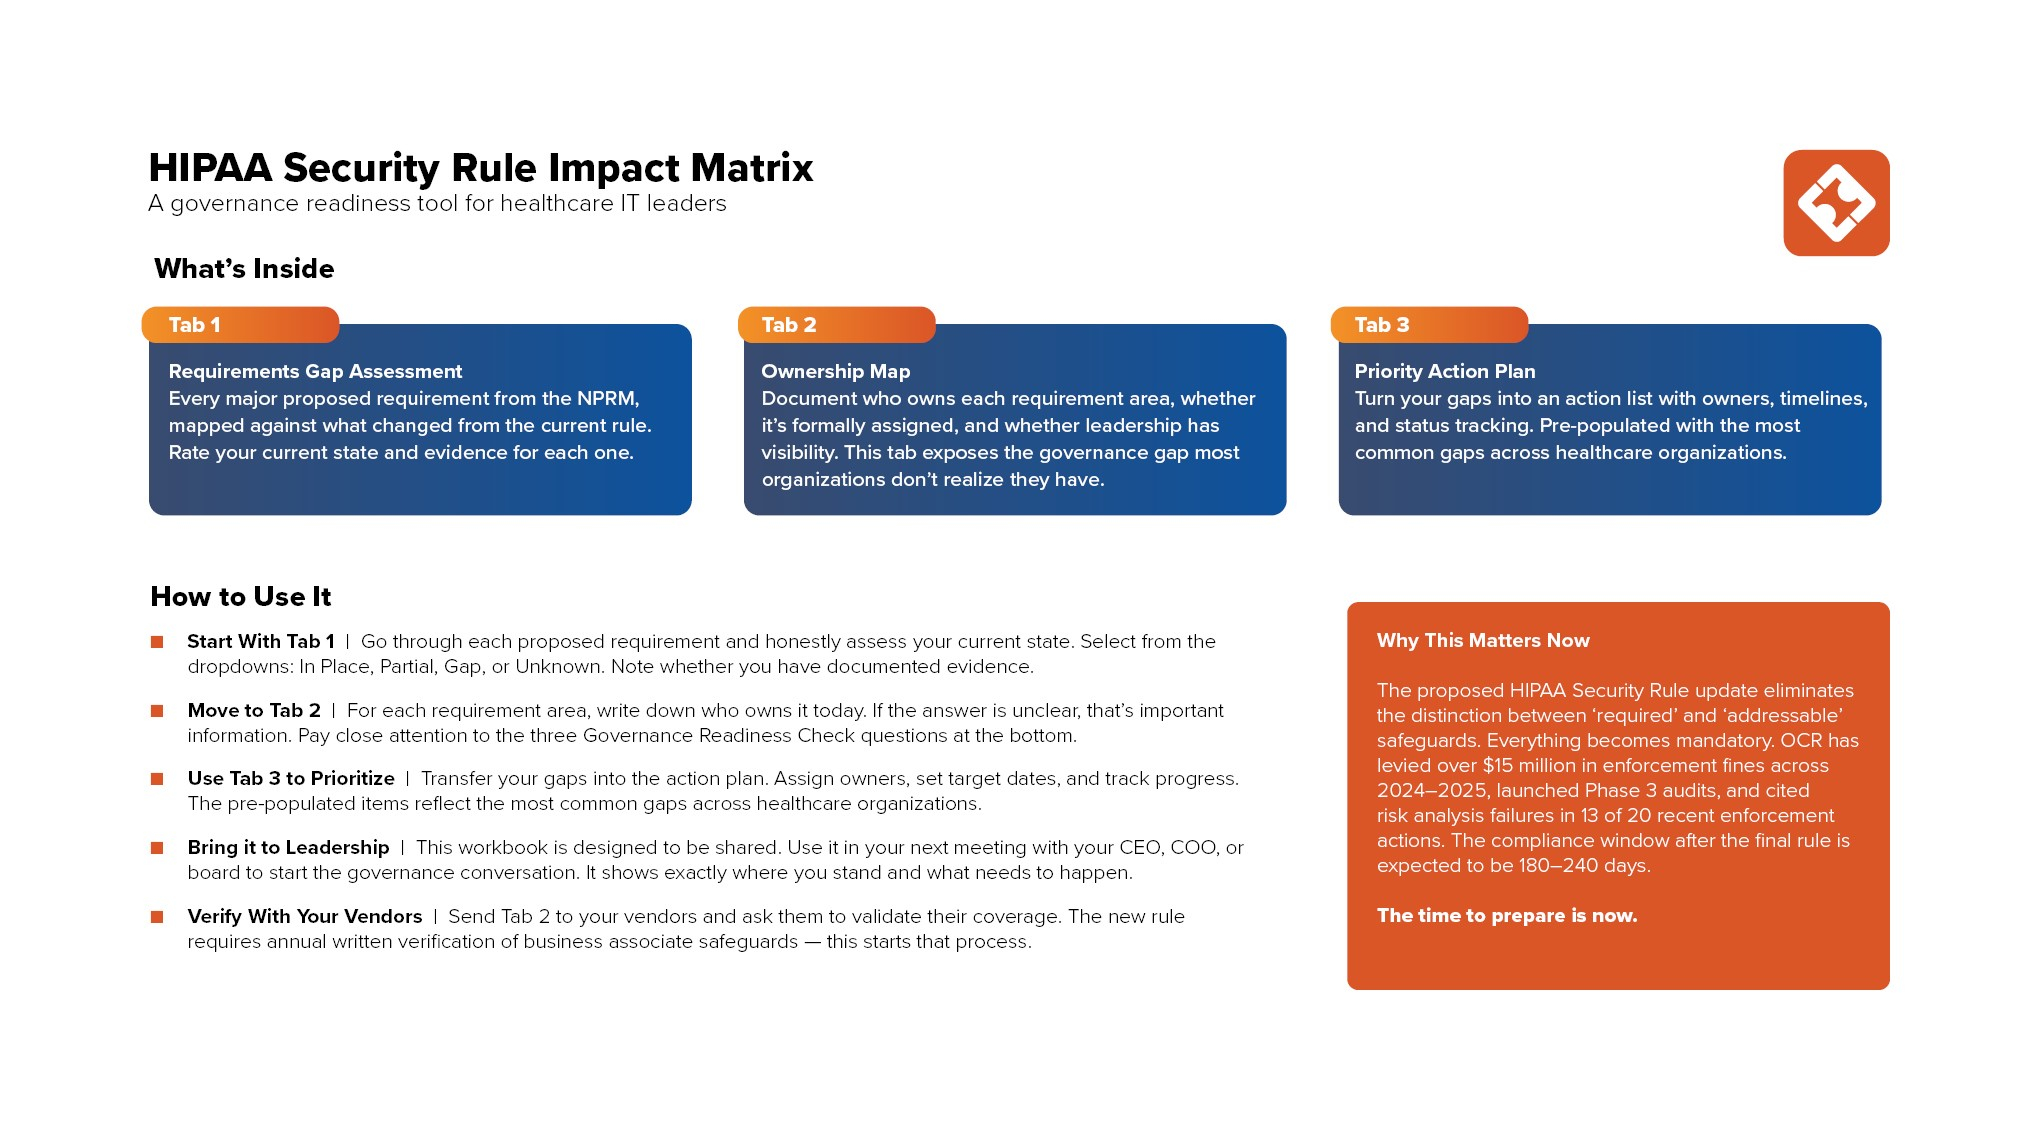 HIPAA Security Rule Impact Matrix
A governance readiness tool for healthcare IT leaders
What’s Inside
Tab 1
Requirements Gap Assessment
Every major proposed requirement from the NPRM,
mapped against what changed from the current rule.
Rate your current state and evidence for each one.
Tab 2
Ownership Map
Document who owns each requirement area, whether
it’s formally assigned, and whether leadership has
visibility. This tab exposes the governance gap most
organizations don’t realize they have.
Tab 3
Priority Action Plan
Turn your gaps into an action list with owners, timelines,
and status tracking. Pre-populated with the most
common gaps across healthcare organizations.
How to Use It
Start With Tab 1 | Go through each proposed requirement and honestly assess your current state. Select from the
dropdowns: In Place, Partial, Gap, or Unknown. Note whether you have documented evidence.
Move to Tab 2 | For each requirement area, write down who owns it today. If the answer is unclear, that’s important
information. Pay close attention to the three Governance Readiness Check questions at the bottom.
Use Tab 3 to Prioritize | Transfer your gaps into the action plan. Assign owners, set target dates, and track progress.
The pre-populated items reflect the most common gaps across healthcare organizations.
Bring it to Leadership | This workbook is designed to be shared. Use it in your next meeting with your CEO, COO, or
board to start the governance conversation. It shows exactly where you stand and what needs to happen.
Verify With Your Vendors | Send Tab 2 to your vendors and ask them to validate their coverage. The new rule
requires annual written verification of business associate safeguards — this starts that process.
Why This Matters Now
The proposed HIPAA Security Rule update eliminates
the distinction between ‘required’ and ‘addressable’
safeguards. Everything becomes mandatory. OCR has
levied over $15 million in enforcement fines across
2024–2025, launched Phase 3 audits, and cited
risk analysis failures in 13 of 20 recent enforcement
actions. The compliance window after the final rule is
expected to be 180–240 days.
The time to prepare is now.